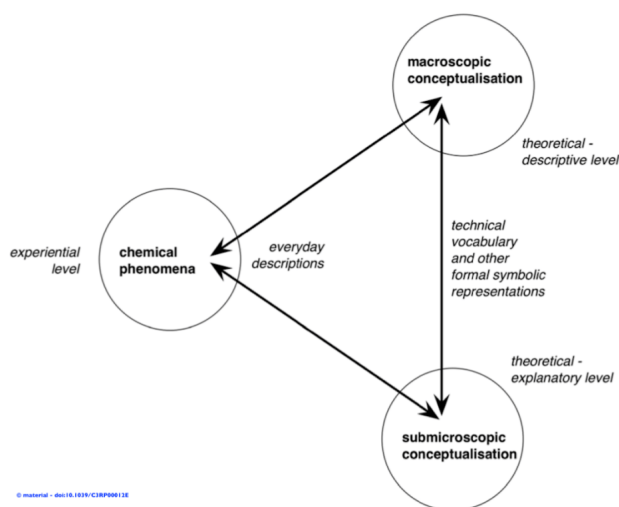 macroscopic
conceptualisation
theoretical -
descriptive level
experiential
level
chemical
phenomena
everyday
descriptions
technical
vocabulary
and other
formal symbolic
representations
theoretical -
explanatory level
submicroscopic
conceptualisation
© material - doi:10.1039/C3RP00012E